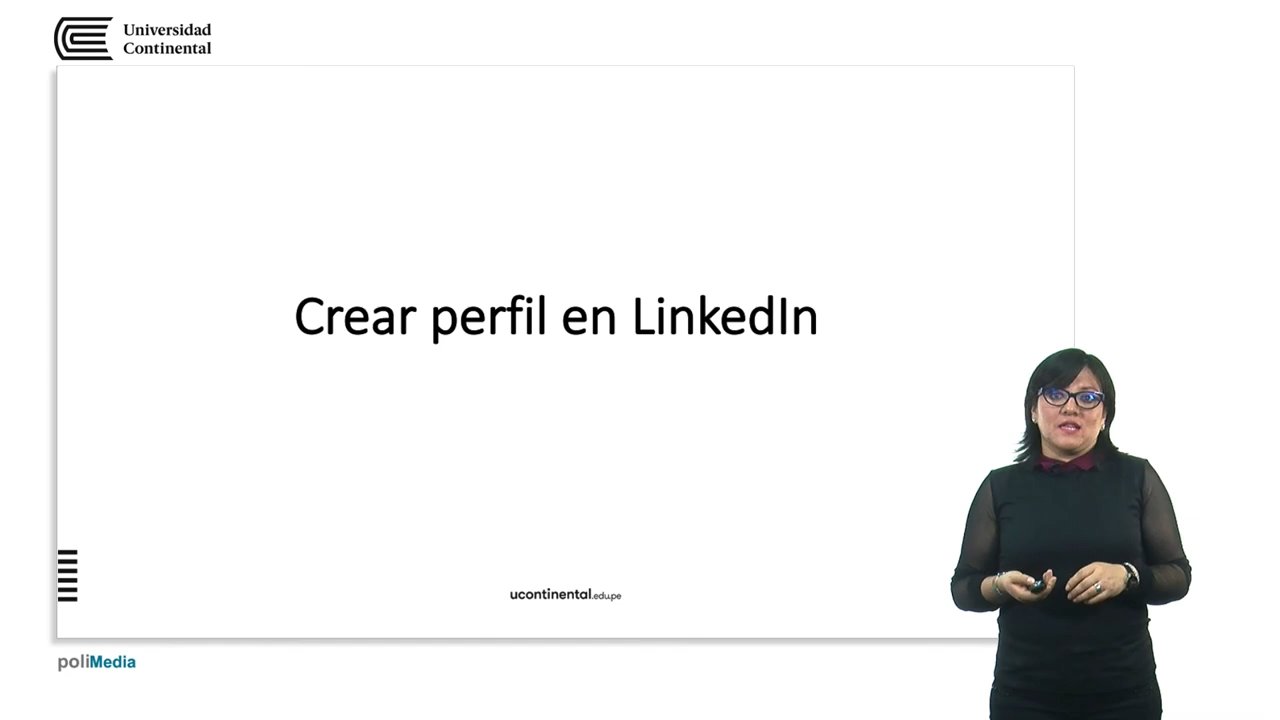 Universidad
Continental
Crear perfil en LinkedIn
ucontinental.edu.pe
poliMedia